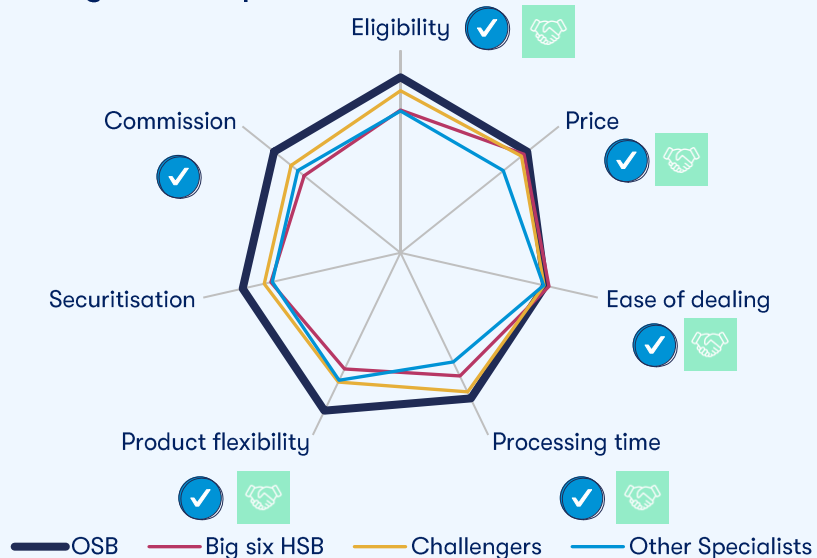 Eligibility
Commission
Price
Securitisation
Ease of dealing
Product flexibility
Processing time
OSB
Big six HSB
Challengers
Other Specialists